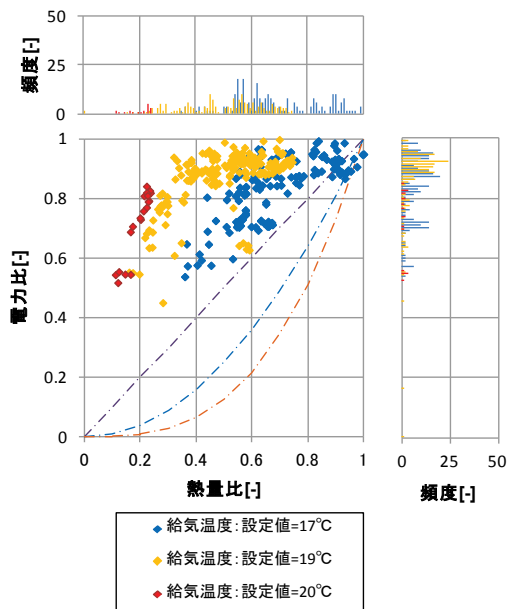 50
25
0
頻度[-]
1
0.8
0.6
0.4
0.2
0
電力比[-]
0 0.2 0.4 0.6 0.8 1
熱量比[-]
0 25 50
頻度[-]
給気温度:設定値=17℃
給気温度:設定値=19℃
給気温度:設定値=20℃